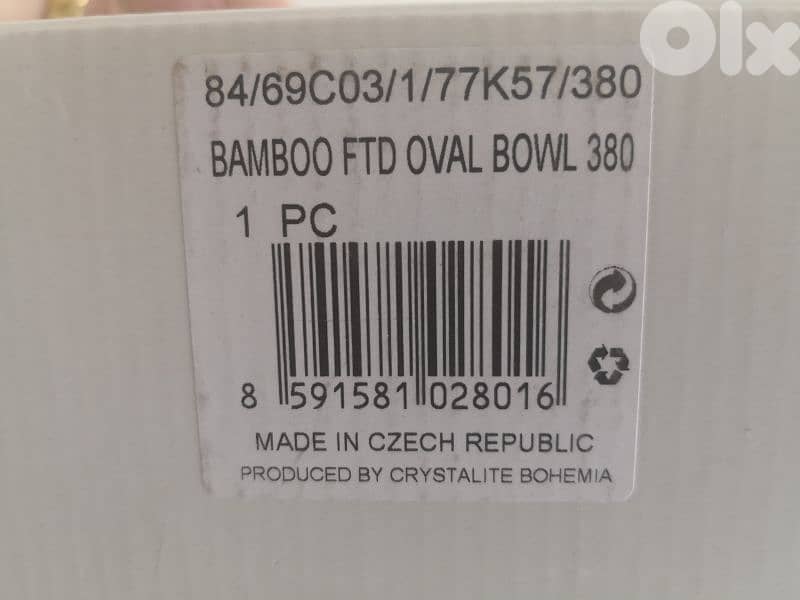 Olx
84/69C03/1/77K57/380
BAMBOO FTD OVAL BOWL 380
1 PC
8 591581 028016
MADE IN CZECH REPUBLIC
PRODUCED BY CRYSTALITE BOHEMIA